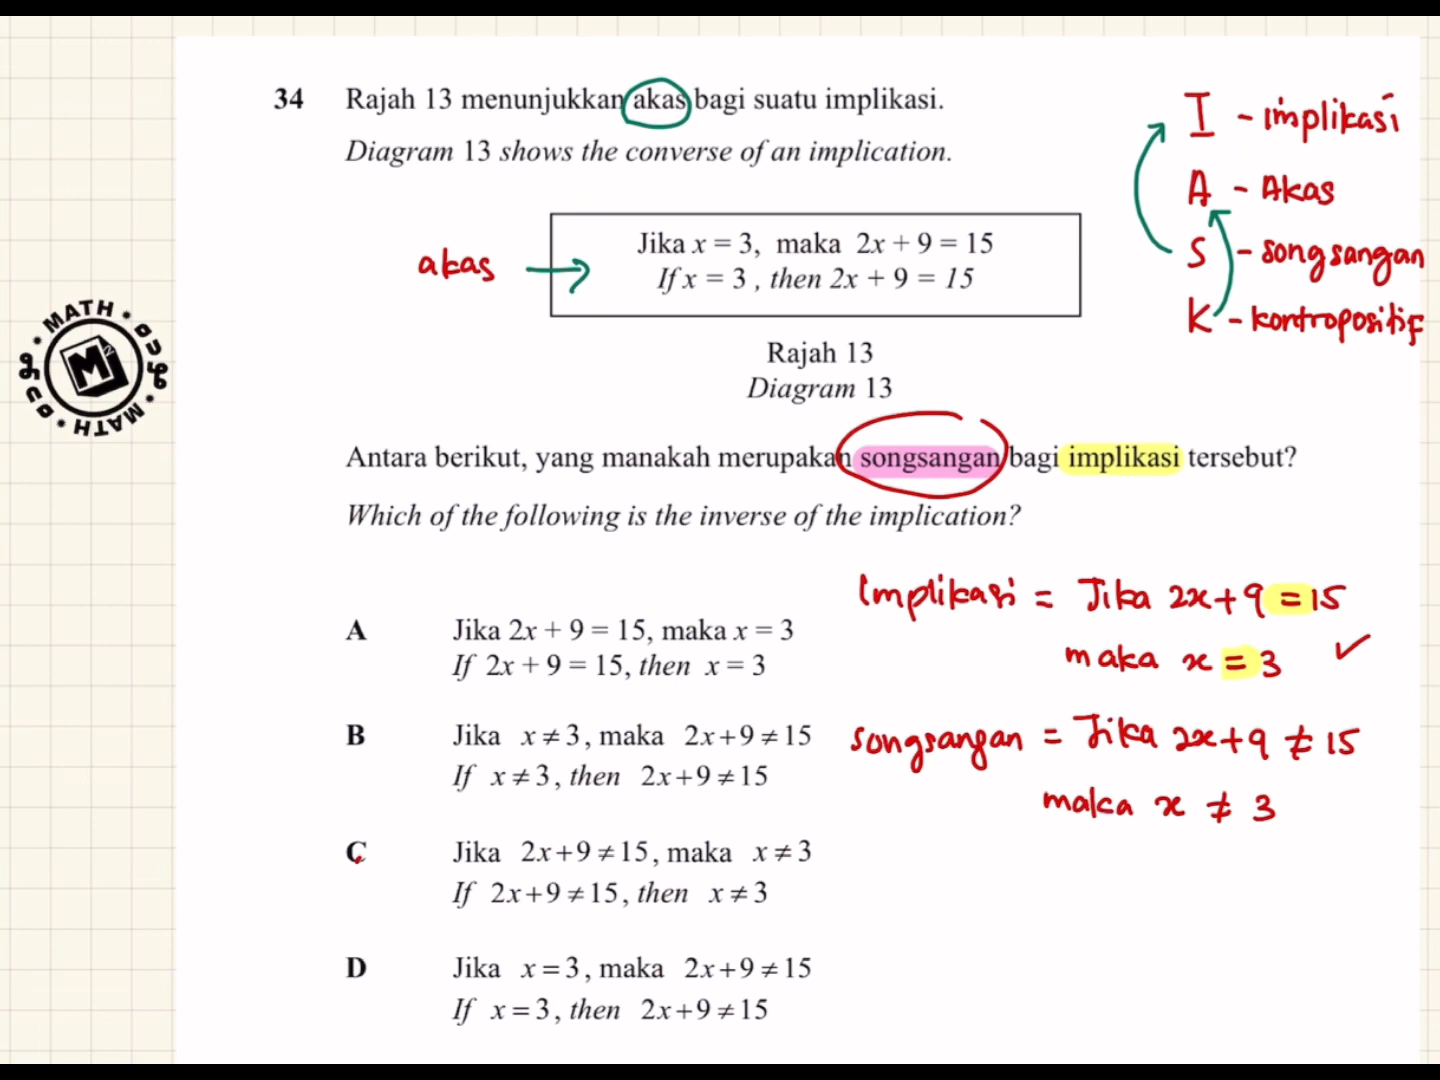 34 Rajah 13 menunjukkan akas bagi suatu implikasi.
Diagram 13 shows the converse of an implication.
I - implikasi
A - Akas
S - songsangan
K - kontropositif
akas
Jika x = 3, maka 2x + 9 = 15
If x = 3 , then 2x + 9 = 15
Rajah 13
Diagram 13
MATH MATH
M2
Antara berikut, yang manakah merupakan songsangan bagi implikasi tersebut?
Which of the following is the inverse of the implication?
Implikasi = Jika 2x + 9 = 15
maka x = 3 ✓
songsangan = Jika 2x + 9 ≠ 15
maka x ≠ 3
A Jika 2x + 9 = 15, maka x = 3
If 2x + 9 = 15, then x = 3
B Jika x ≠ 3, maka 2x+9 ≠ 15
If x ≠ 3, then 2x+9 ≠ 15
C Jika 2x+9 ≠ 15, maka x ≠ 3
If 2x+9 ≠ 15, then x ≠ 3
D Jika x = 3, maka 2x+9 ≠ 15
If x = 3, then 2x+9 ≠ 15